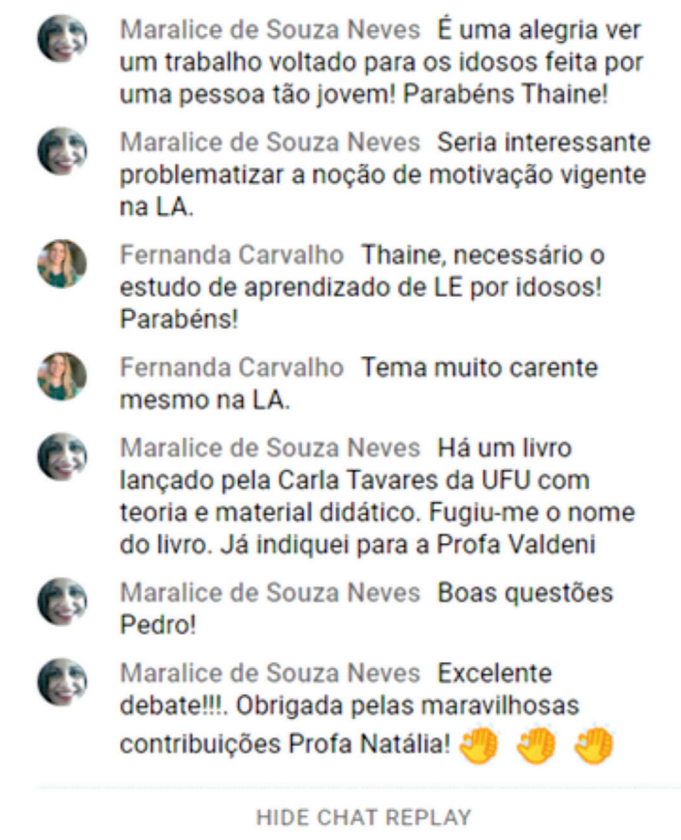 Maralice de Souza Neves É uma alegria ver
um trabalho voltado para os idosos feita por
uma pessoa tão jovem! Parabéns Thaine!
Maralice de Souza Neves Seria interessante
problematizar a noção de motivação vigente
na LA.
Fernanda Carvalho Thaine, necessário o
estudo de aprendizado de LE por idosos!
Parabéns!
Fernanda Carvalho Tema muito carente
mesmo na LA.
Maralice de Souza Neves Há um livro
lançado pela Carla Tavares da UFU com
teoria e material didático. Fugiu-me o nome
do livro. Já indiquei para a Profa Valdeni
Maralice de Souza Neves Boas questões
Pedro!
Maralice de Souza Neves Excelente
debate!!!. Obrigada pelas maravilhosas
contribuições Profa Natália! 👏 👏 👏
HIDE CHAT REPLAY